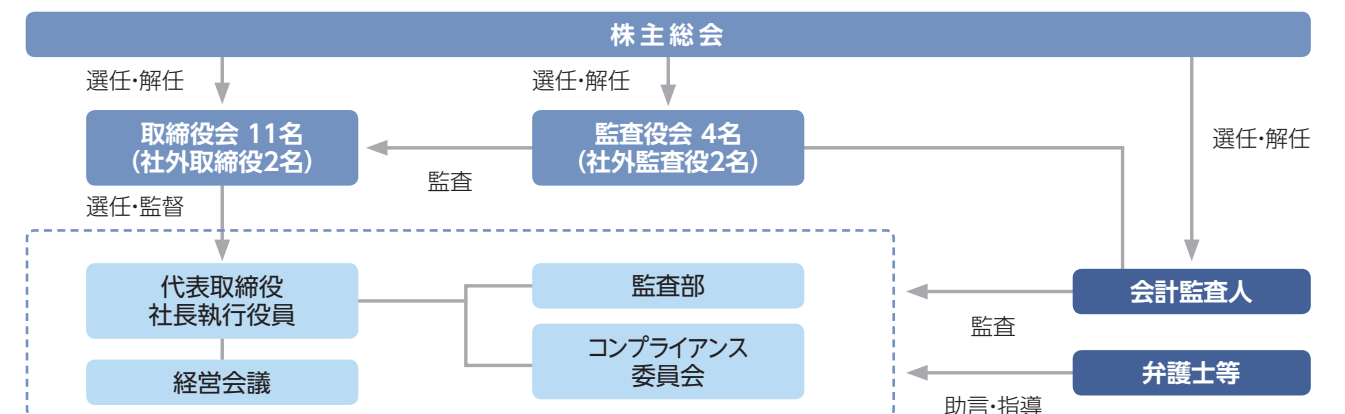 株主総会
選任・解任
選任・解任
取締役会 11名
（社外取締役2名）
監査役会 4名
（社外監査役2名）
選任・解任
監査
選任・監督
代表取締役
社長執行役員
監査部
会計監査人
監査
コンプライアンス
委員会
経営会議
弁護士等
助言・指導